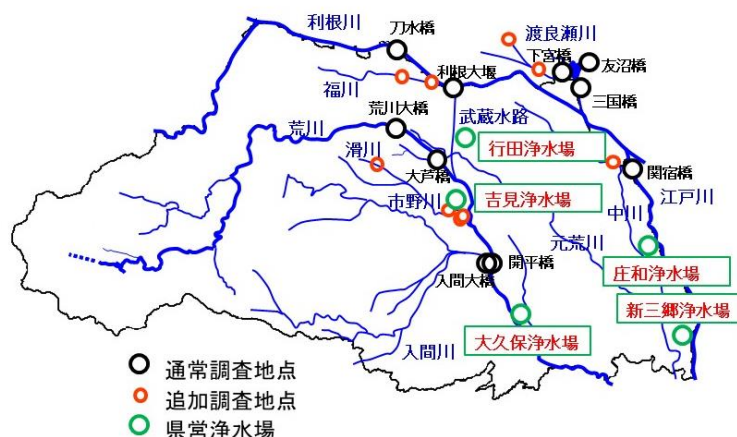 利根川
刀水橋
渡良瀬川
下宮橋
友沼橋
利根大堰
福川
三国橋
荒川大橋
武蔵水路
荒川
行田浄水場
滑川
大芦橋
関宿橋
吉見浄水場
市野川
中川
江戸川
元荒川
開平橋
庄和浄水場
入間大橋
新三郷浄水場
大久保浄水場
入間川
通常調査地点
追加調査地点
県営浄水場